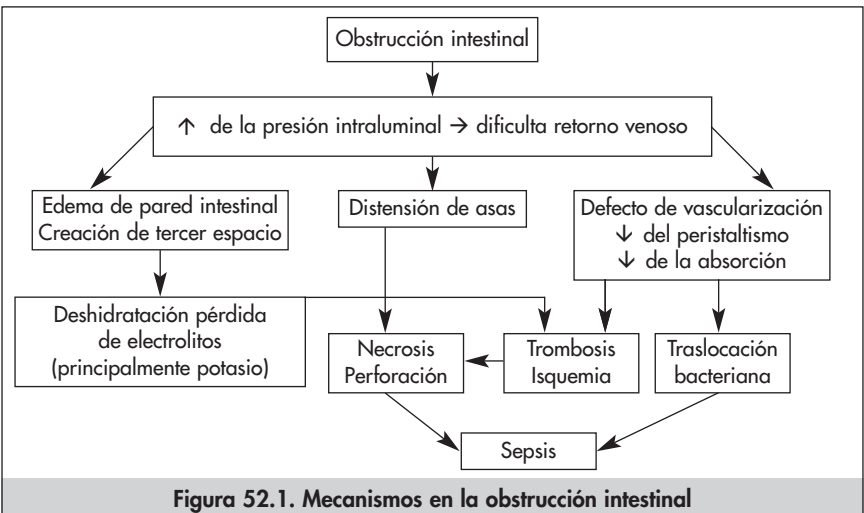 Obstrucción intestinal
↑ de la presión intraluminal → dificulta retorno venoso
Edema de pared intestinal
Creación de tercer espacio
Distensión de asas
Defecto de vascularización
↓ del peristaltismo
↓ de la absorción
Deshidratación pérdida
de electrolitos
(principalmente potasio)
Necrosis
Perforación
Trombosis
Isquemia
Traslocación
bacteriana
Sepsis
Figura 52.1. Mecanismos en la obstrucción intestinal